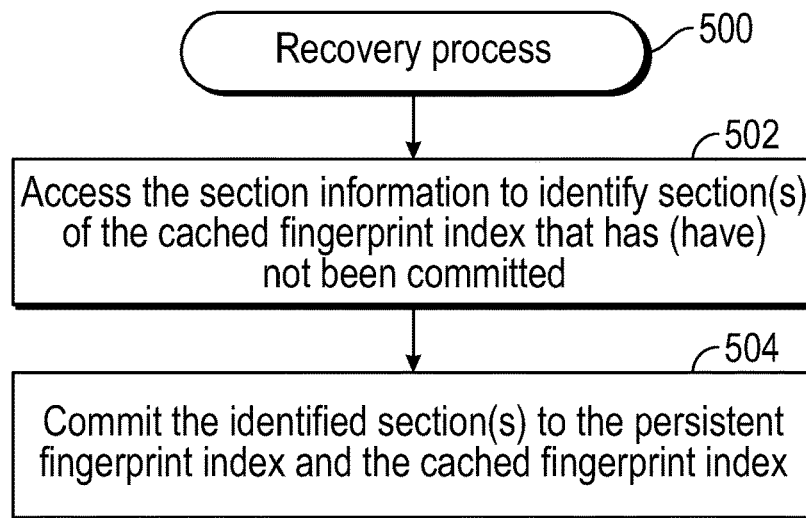 Recovery process
500
502
Access the section information to identify section(s)
of the cached fingerprint index that has (have)
not been committed
504
Commit the identified section(s) to the persistent
fingerprint index and the cached fingerprint index